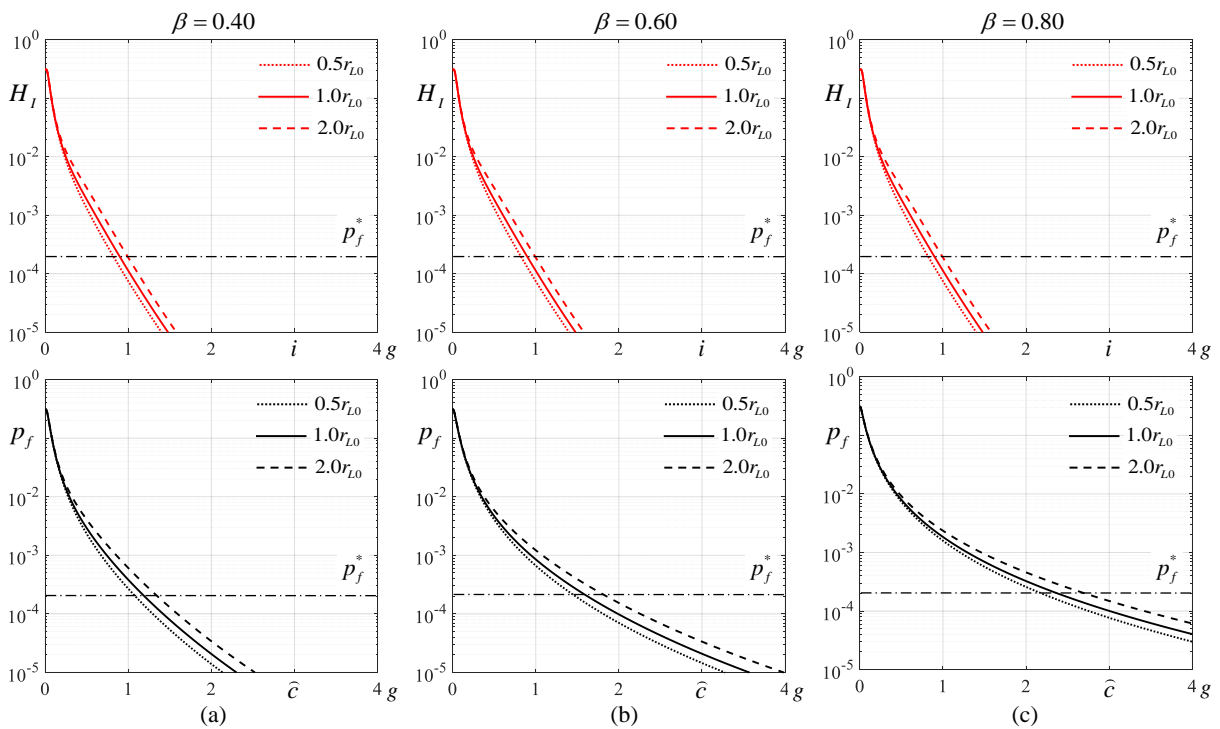 β = 0.40
β = 0.60
β = 0.80
10^0
H_I
10^-2
10^-3
10^-4
10^-5
0.5r_L0
1.0r_L0
2.0r_L0
p_f^*
0 1 2 i 4 g
10^0
H_I
10^-2
10^-3
10^-4
10^-5
0.5r_L0
1.0r_L0
2.0r_L0
p_f^*
0 1 2 i 4 g
10^0
H_I
10^-2
10^-3
10^-4
10^-5
0.5r_L0
1.0r_L0
2.0r_L0
p_f^*
0 1 2 i 4 g
10^0
p_f
10^-2
10^-3
10^-4
10^-5
0.5r_L0
1.0r_L0
2.0r_L0
p_f^*
0 1 2 ĉ 4 g
(a)
10^0
p_f
10^-2
10^-3
10^-4
10^-5
0.5r_L0
1.0r_L0
2.0r_L0
p_f^*
0 1 2 ĉ 4 g
(b)
10^0
p_f
10^-2
10^-3
10^-4
10^-5
0.5r_L0
1.0r_L0
2.0r_L0
p_f^*
0 1 2 ĉ 4 g
(c)